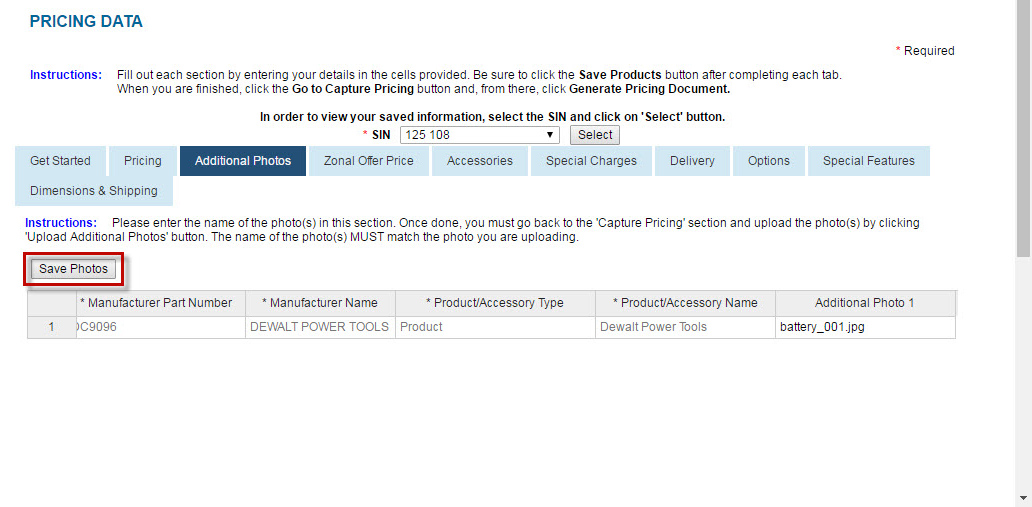 PRICING DATA
* Required
Instructions: Fill out each section by entering your details in the cells provided. Be sure to click the Save Products button after completing each tab.
When you are finished, click the Go to Capture Pricing button and, from there, click Generate Pricing Document.
In order to view your saved information, select the SIN and click on 'Select' button.
* SIN 125 108 Select
Get Started Pricing Additional Photos Zonal Offer Price Accessories Special Charges Delivery Options Special Features
Dimensions & Shipping
Instructions: Please enter the name of the photo(s) in this section. Once done, you must go back to the 'Capture Pricing' section and upload the photo(s) by clicking
'Upload Additional Photos' button. The name of the photo(s) MUST match the photo you are uploading.
Save Photos
* Manufacturer Part Number * Manufacturer Name * Product/Accessory Type * Product/Accessory Name Additional Photo 1
1 DC9096 DEWALT POWER TOOLS Product Dewalt Power Tools battery_001.jpg